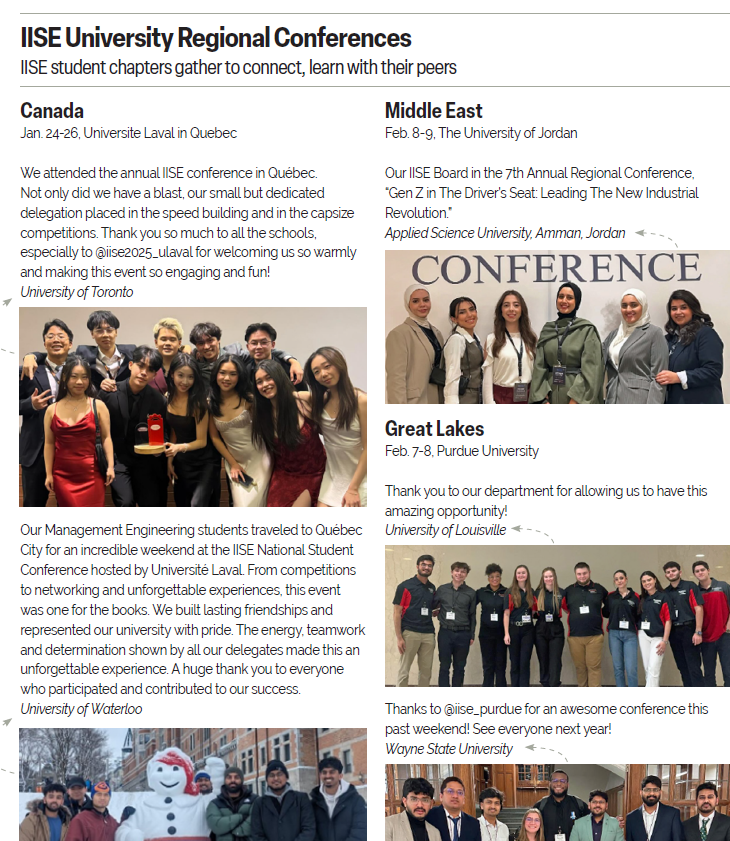 IISE University Regional Conferences
IISE student chapters gather to connect, learn with their peers
Canada
Jan. 24-26, Universite Laval in Quebec
We attended the annual IISE conference in Québec.
Not only did we have a blast, our small but dedicated
delegation placed in the speed building and in the capsize
competitions. Thank you so much to all the schools,
especially to @iise2025_ulaval for welcoming us so warmly
and making this event so engaging and fun!
University of Toronto
Our Management Engineering students traveled to Québec
City for an incredible weekend at the IISE National Student
Conference hosted by Université Laval. From competitions
to networking and unforgettable experiences, this event
was one for the books. We built lasting friendships and
represented our university with pride. The energy, teamwork
and determination shown by all our delegates made this an
unforgettable experience. A huge thank you to everyone
who participated and contributed to our success.
University of Waterloo
Middle East
Feb. 8-9, The University of Jordan
Our IISE Board in the 7th Annual Regional Conference,
“Gen Z in The Driver’s Seat: Leading The New Industrial
Revolution.”
Applied Science University, Amman, Jordan
CONFERENCE
Great Lakes
Feb. 7-8, Purdue University
Thank you to our department for allowing us to have this
amazing opportunity!
University of Louisville
Thanks to @iise_purdue for an awesome conference this
past weekend! See everyone next year!
Wayne State University